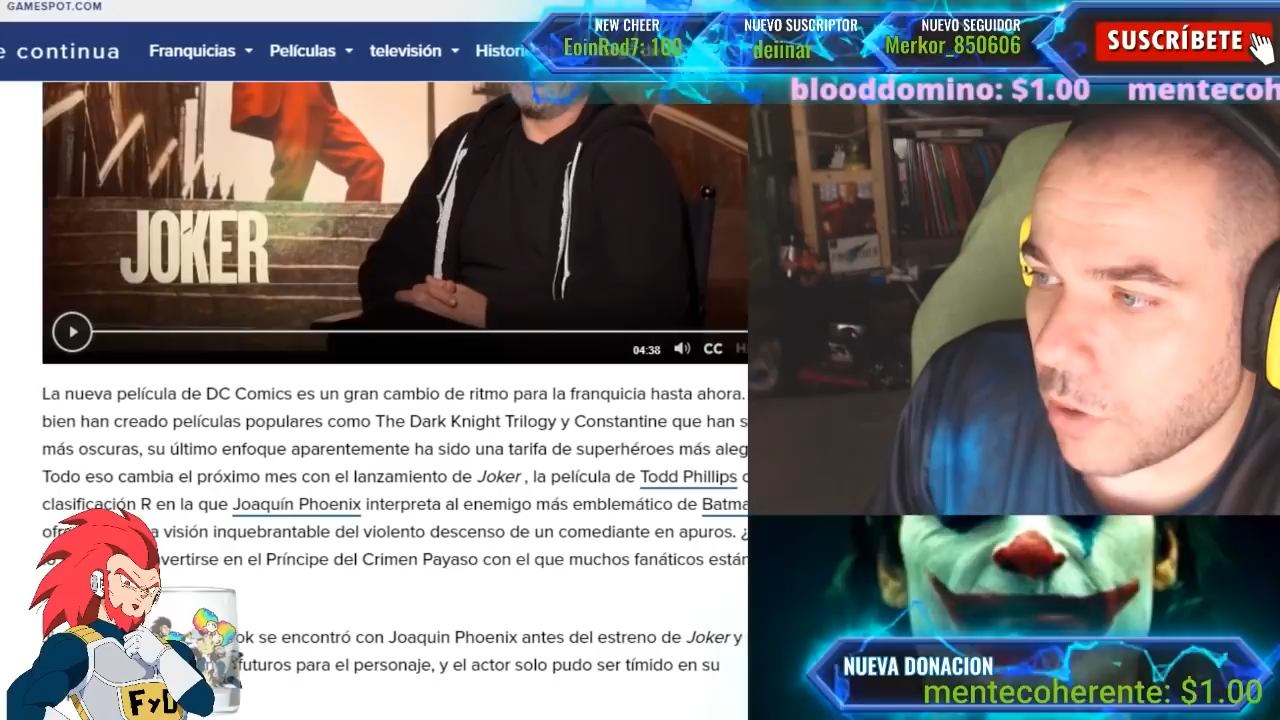 GAMESPOT.COM
e continua
Franquicias
Películas
televisión
Histori
NEW CHEER
EoinRod7: 100
NUEVO SUSCRIPTOR
deiinar
NUEVO SEGUIDOR
Merkor_850606
SUSCRÍBETE
blooddomino: $1.00 mentecoh
JOKER
04:38
CC
H
La nueva película de DC Comics es un gran cambio de ritmo para la franquicia hasta ahora.
bien han creado películas populares como The Dark Knight Trilogy y Constantine que han s
más oscuras, su último enfoque aparentemente ha sido una tarifa de superhéroes más aleg
Todo eso cambia el próximo mes con el lanzamiento de Joker , la película de Todd Phillips c
clasificación R en la que Joaquín Phoenix interpreta al enemigo más emblemático de Batma
visión inquebrantable del violento descenso de un comediante en apuros. ¿
vertirse en el Príncipe del Crimen Payaso con el que muchos fanáticos están
ok se encontró con Joaquin Phoenix antes del estreno de Joker y
futuros para el personaje, y el actor solo pudo ser tímido en su
FyD
NUEVA DONACION
mentecoherente: $1.00